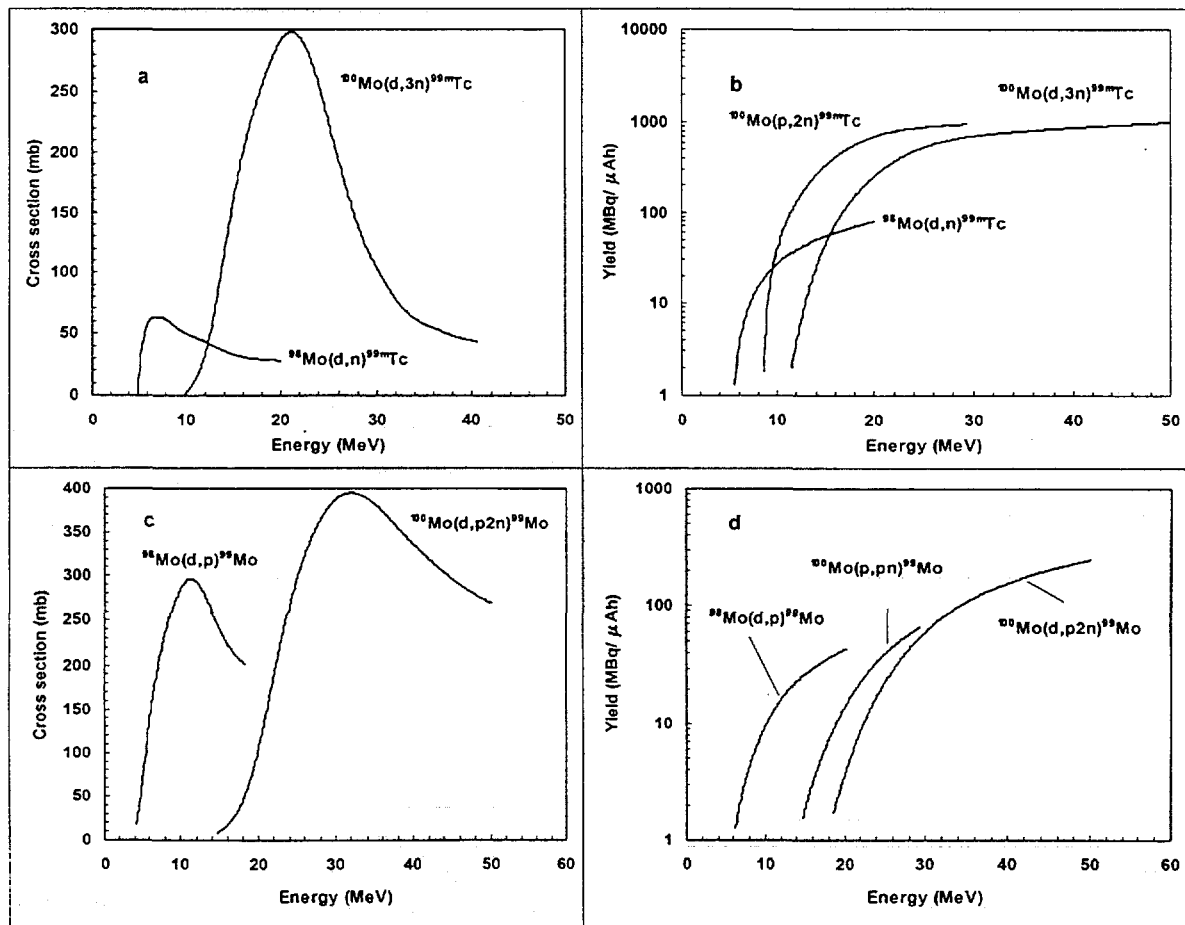 a
¹⁰⁰Mo(d,3n)⁹⁹ᵐTc
⁹⁸Mo(d,n)⁹⁹ᵐTc
Cross section (mb)
300
250
200
150
100
50
0
0 10 20 30 40 50
Energy (MeV)
b
¹⁰⁰Mo(d,3n)⁹⁹ᵐTc
¹⁰⁰Mo(p,2n)⁹⁹ᵐTc
⁹⁸Mo(d,n)⁹⁹ᵐTc
Yield (MBq/ μAh)
10000
1000
100
10
1
0 10 20 30 40 50
Energy (MeV)
c
¹⁰⁰Mo(d,p2n)⁹⁹Mo
⁹⁸Mo(d,p)⁹⁹Mo
Cross section (mb)
400
350
300
250
200
150
100
50
0
0 10 20 30 40 50 60
Energy (MeV)
d
¹⁰⁰Mo(p,pn)⁹⁹Mo
⁹⁸Mo(d,p)⁹⁹Mo
¹⁰⁰Mo(d,p2n)⁹⁹Mo
Yield (MBq/ μAh)
1000
100
10
1
0 10 20 30 40 50 60
Energy (MeV)